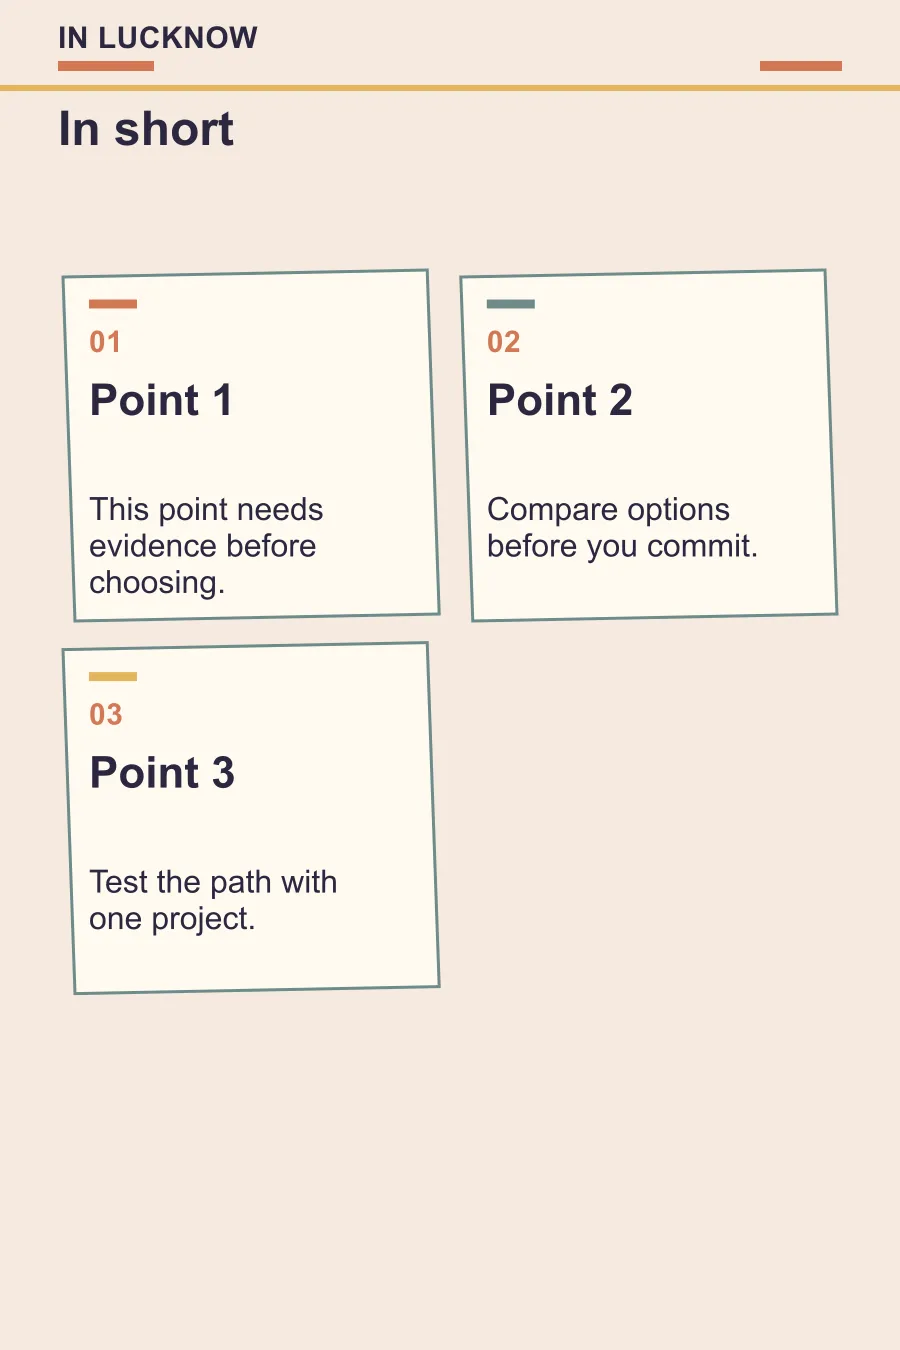 IN LUCKNOW
In short
01
Point 1
This point needs
evidence before
choosing.
02
Point 2
Compare options
before you commit.
03
Point 3
Test the path with
one project.